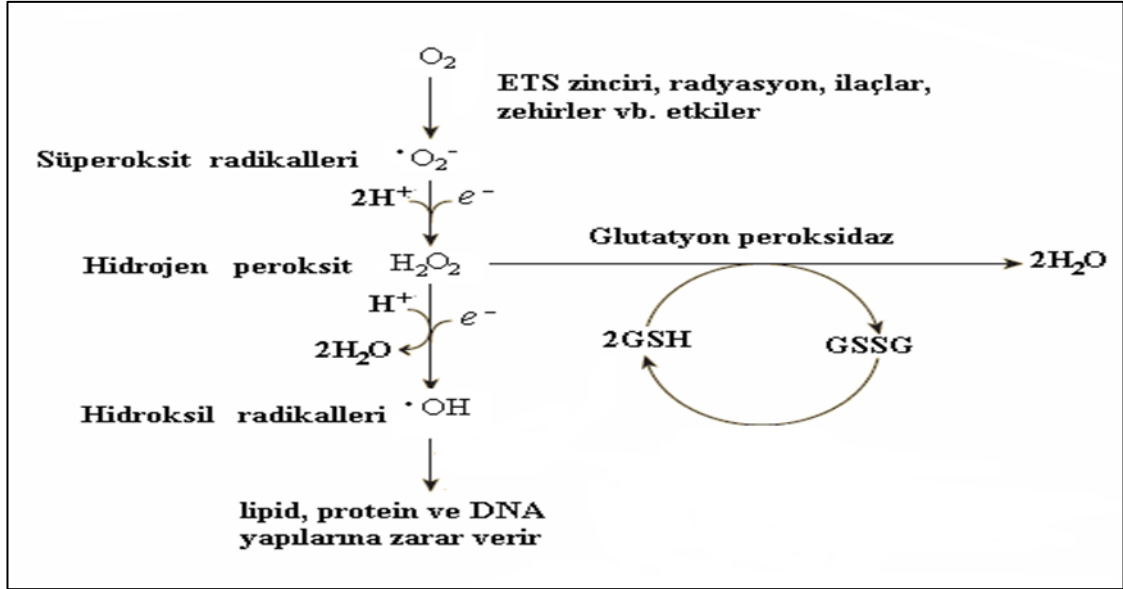 O₂
ETS zinciri, radyasyon, ilaçlar,
zehirler vb. etkiler
Süperoksit radikalleri ˙O₂⁻
2H⁺ e⁻
Glutatyon peroksidaz
Hidrojen peroksit H₂O₂ 2H₂O
H⁺ e⁻
2GSH GSSG
2H₂O
Hidroksil radikalleri ˙OH
lipid, protein ve DNA
yapılarına zarar verir